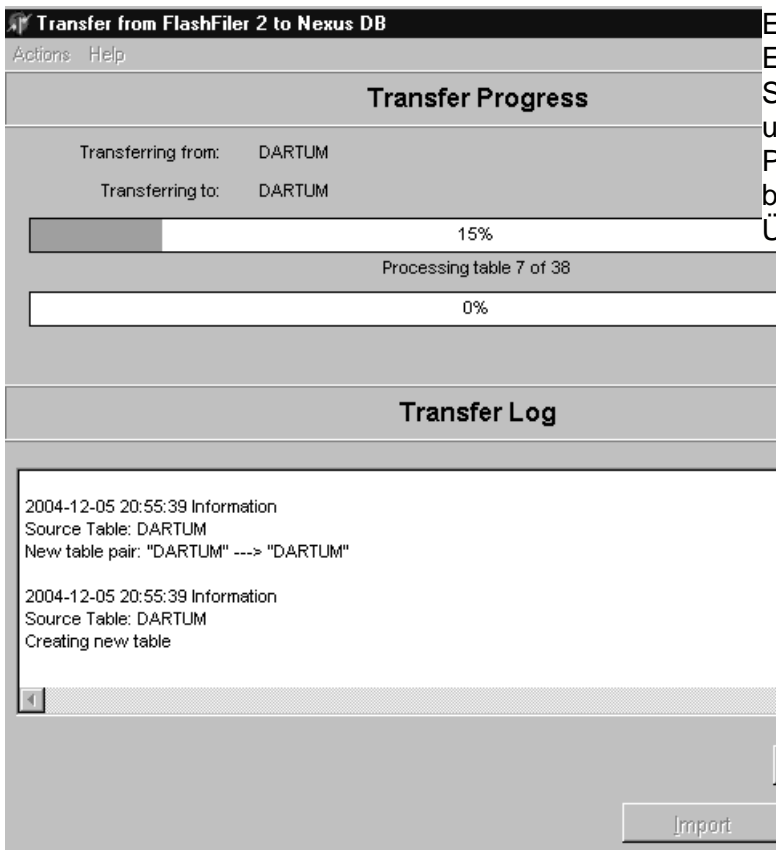 Transfer from FlashFiler 2 to Nexus DB
Actions Help
Transfer Progress
Transferring from: DARTUM
Transferring to: DARTUM
15%
Processing table 7 of 38
0%
Transfer Log
2004-12-05 20:55:39 Information
Source Table: DARTUM
New table pair: "DARTUM" ---> "DARTUM"
2004-12-05 20:55:39 Information
Source Table: DARTUM
Creating new table
Import